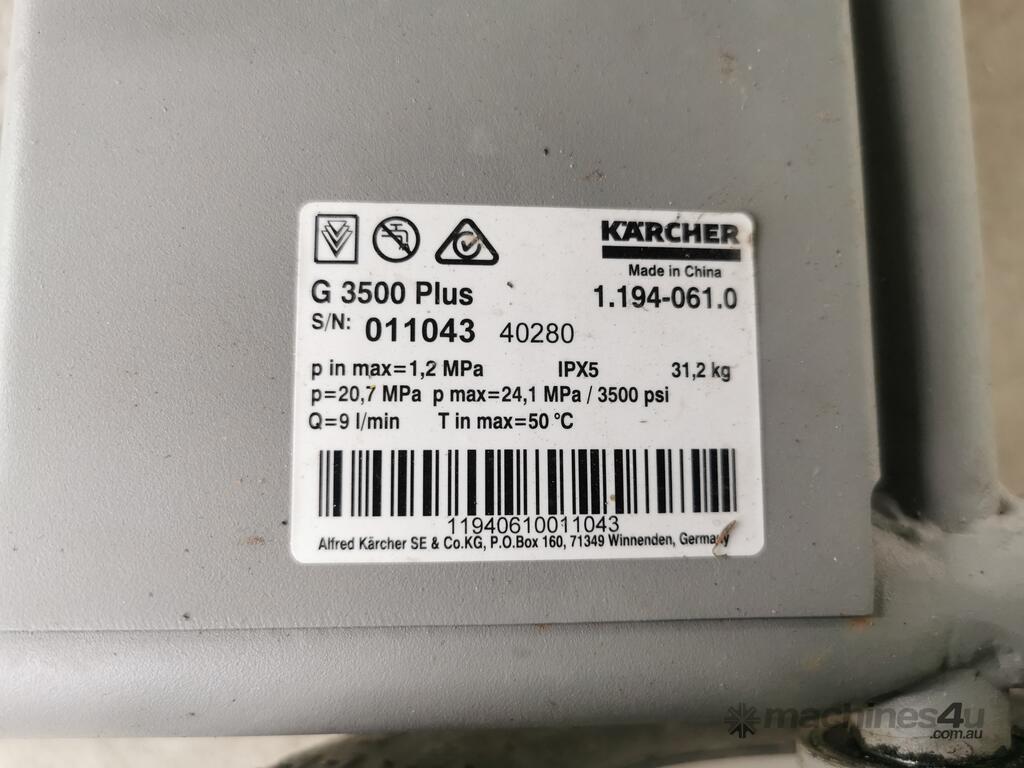 KÄRCHER
Made in China
G 3500 Plus 1.194-061.0
S/N: 011043 40280
p in max=1,2 MPa IPX5 31,2 kg
p=20,7 MPa p max=24,1 MPa / 3500 psi
Q=9 l/min T in max=50 °C
11940610011043
Alfred Kärcher SE & Co.KG, P.O.Box 160, 71349 Winnenden, Germany
machines4u
.com.au